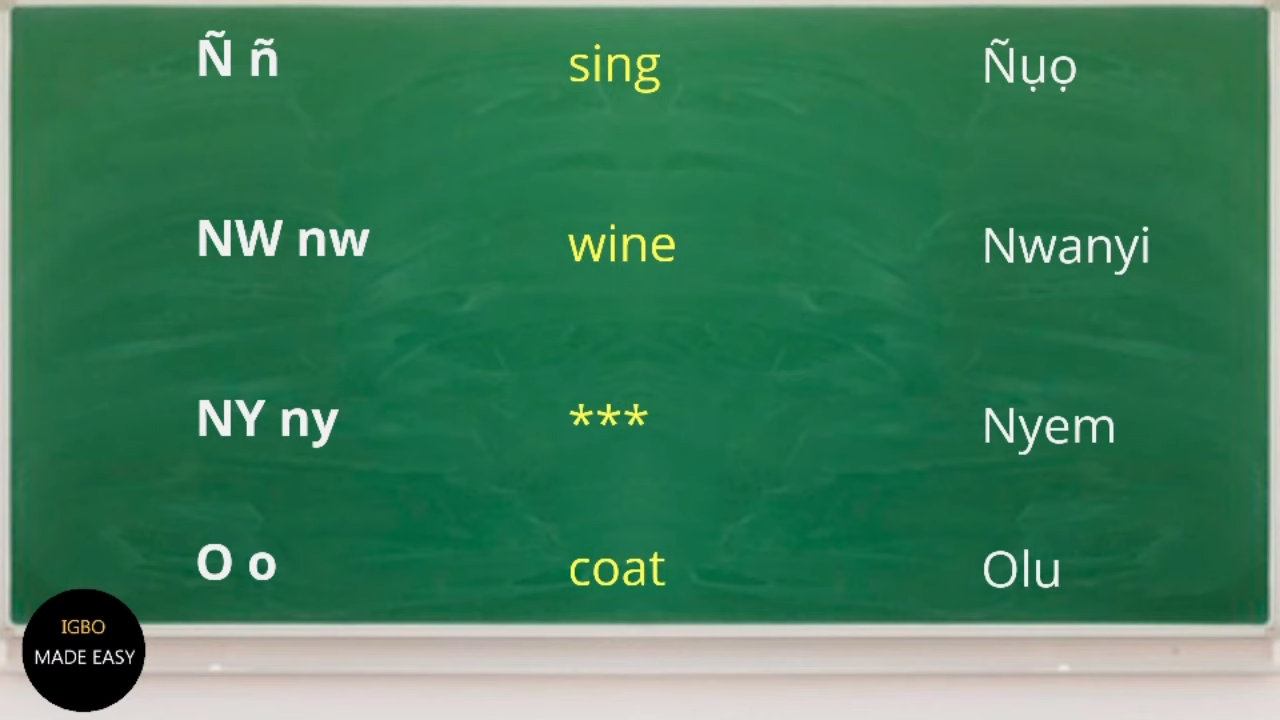 Ñ ñ sing Ñụọ
NW nw wine Nwanyi
NY ny *** Nyem
O o coat Olu
IGBO
MADE EASY